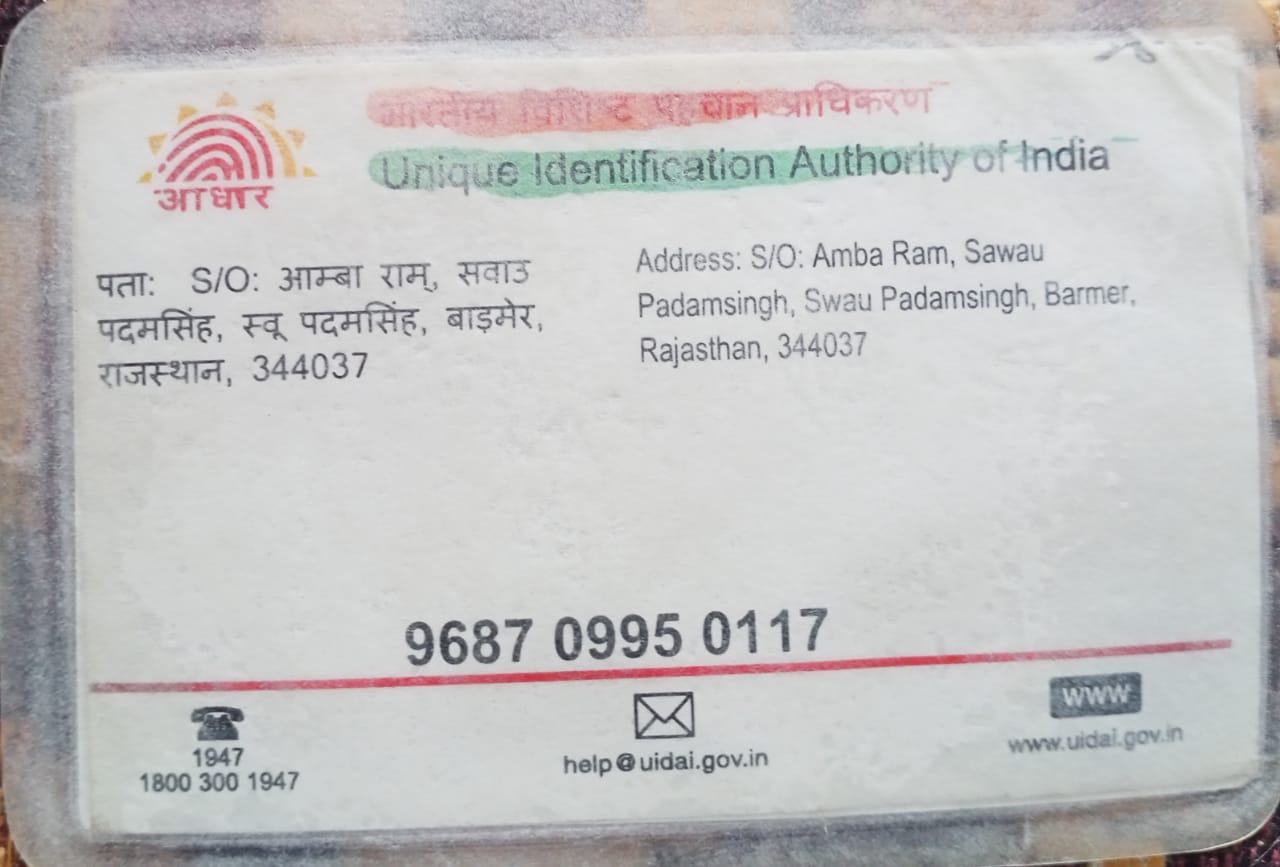 भारतीय विशिष्ट पहचान प्राधिकरण
Unique Identification Authority of India
आधार
पता: S/O: आम्बा राम, सवाउ
पदमसिंह, स्वू पदमसिंह, बाड़मेर,
राजस्थान, 344037
Address: S/O: Amba Ram, Sawau
Padamsingh, Swau Padamsingh, Barmer,
Rajasthan, 344037
9687 0995 0117
1947
1800 300 1947
help@uidai.gov.in
www
www.uidai.gov.in